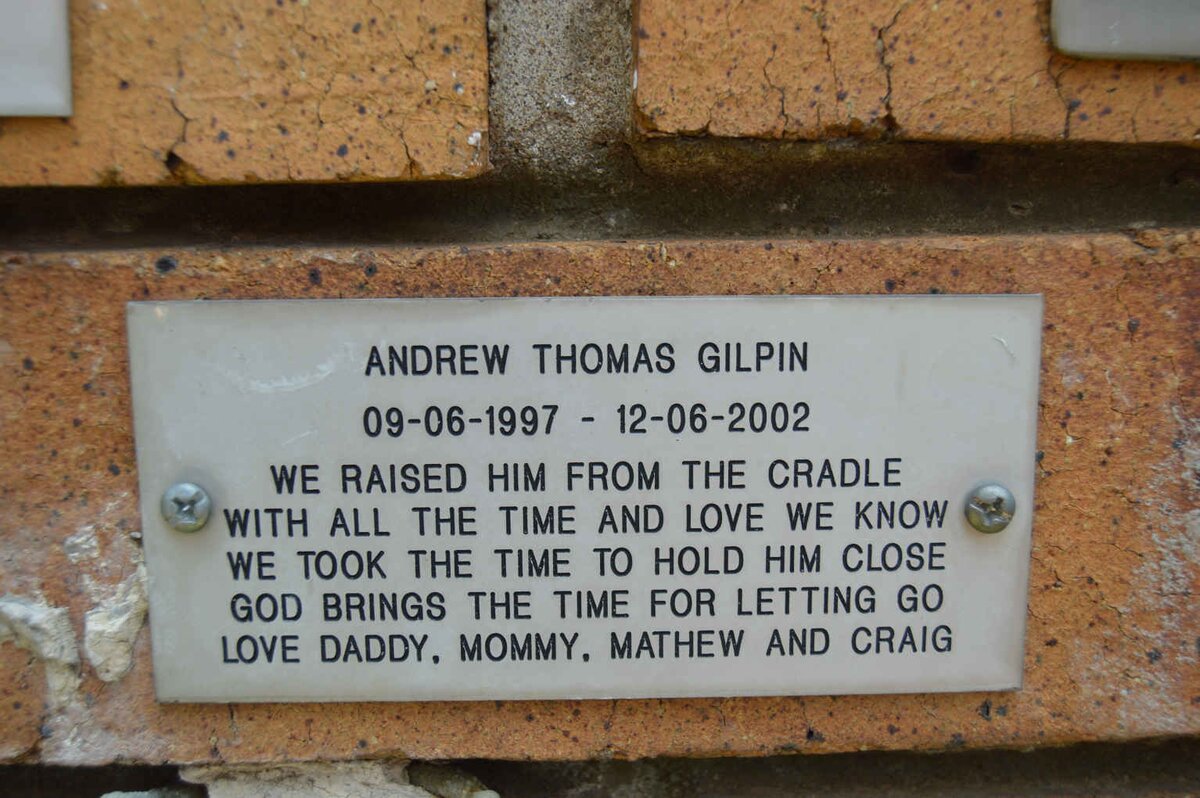 ANDREW THOMAS GILPIN
09-06-1997 - 12-06-2002
WE RAISED HIM FROM THE CRADLE
WITH ALL THE TIME AND LOVE WE KNOW
WE TOOK THE TIME TO HOLD HIM CLOSE
GOD BRINGS THE TIME FOR LETTING GO
LOVE DADDY, MOMMY, MATHEW AND CRAIG